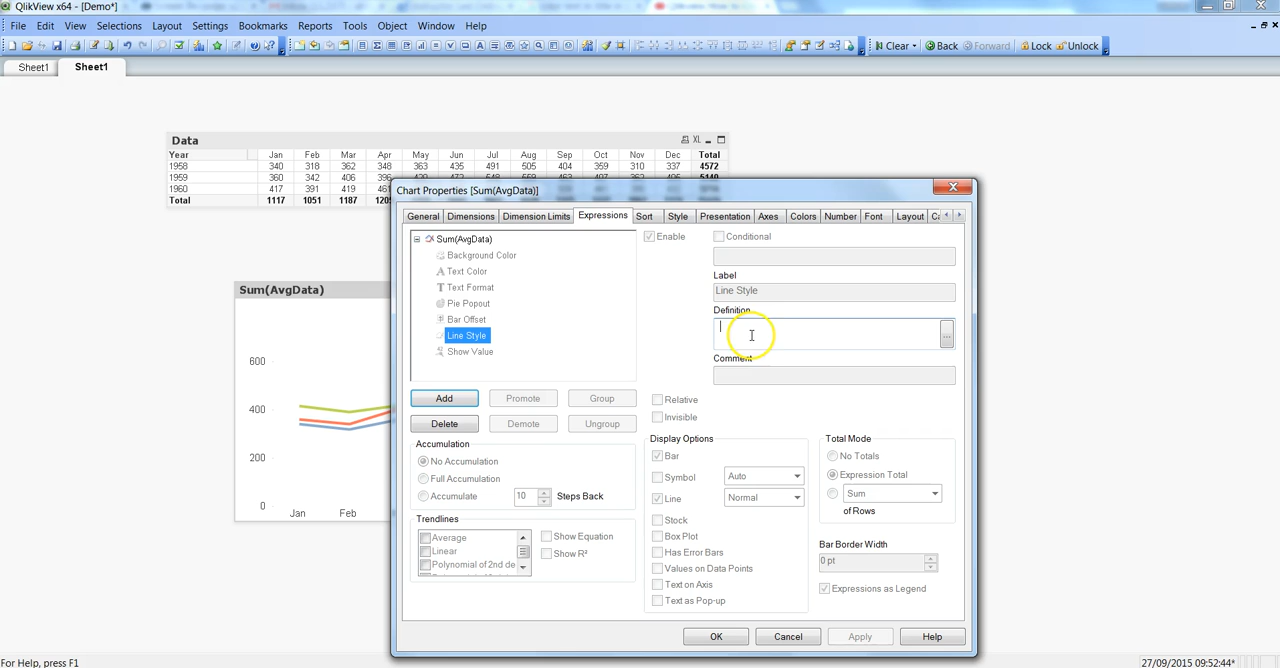 QlikView x64 - [Demo*]
File Edit View Selections Layout Settings Bookmarks Reports Tools Object Window Help
Clear Back Forward Lock Unlock
Sheet1 Sheet1
Data XL
Year Jan Feb Mar Apr May Jun Jul Aug Sep Oct Nov Dec Total
1958 340 318 362 348 363 435 491 505 404 359 310 337 4572
1959 360 342 406 396
1960 417 391 419 461
Total 1117 1051 1187
Chart Properties [Sum(AvgData)]
General Dimensions Dimension Limits Expressions Sort Style Presentation Axes Colors Number Font Layout
Sum(AvgData)
Background Color
Text Color
Text Format
Pie Popout
Bar Offset
Line Style
Show Value
Enable Conditional
Label
Line Style
Definition
...
Comment
Add Promote Group
Delete Demote Ungroup
Relative
Invisible
Accumulation
No Accumulation
Full Accumulation
Accumulate 10 Steps Back
Trendlines
Average
Linear
Polynomial of 2nd de
Show Equation
Show R²
Display Options
Bar
Symbol Auto
Line Normal
Stock
Box Plot
Has Error Bars
Values on Data Points
Text on Axis
Text as Pop-up
Total Mode
No Totals
Expression Total
Sum
of Rows
Bar Border Width
0 pt
Expressions as Legend
OK Cancel Apply Help
Sum(AvgData)
600
400
200
0
Jan Feb
For Help, press F1 27/09/2015 09:52:44*